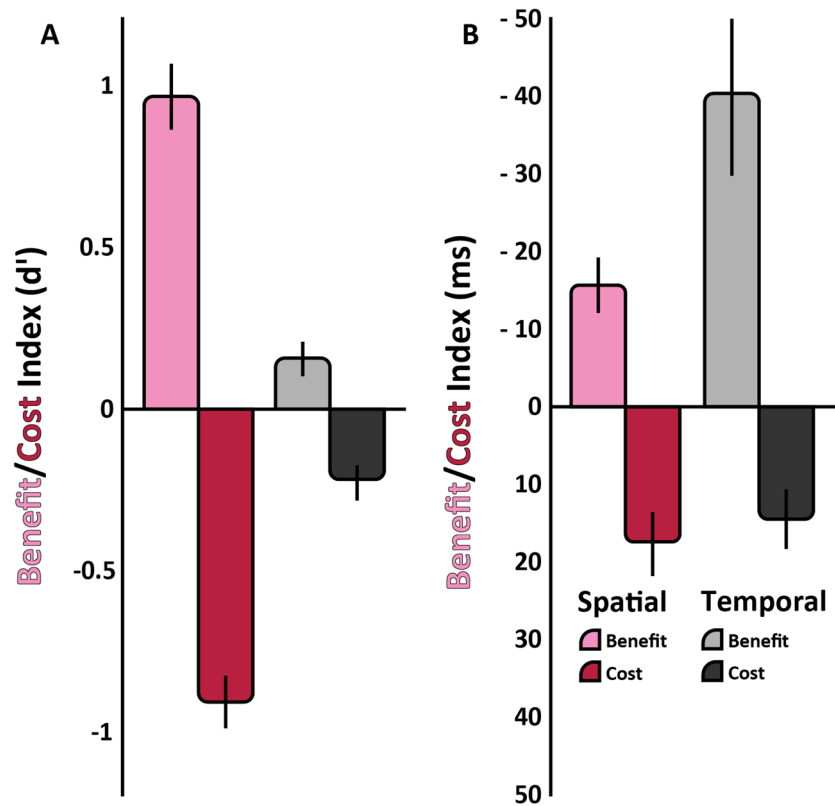 A
Benefit/Cost Index (d')
1
0.5
0
-0.5
-1
B
Benefit/Cost Index (ms)
- 50
- 40
- 30
- 20
- 10
0
10
20
30
40
50
Spatial
Benefit
Cost
Temporal
Benefit
Cost